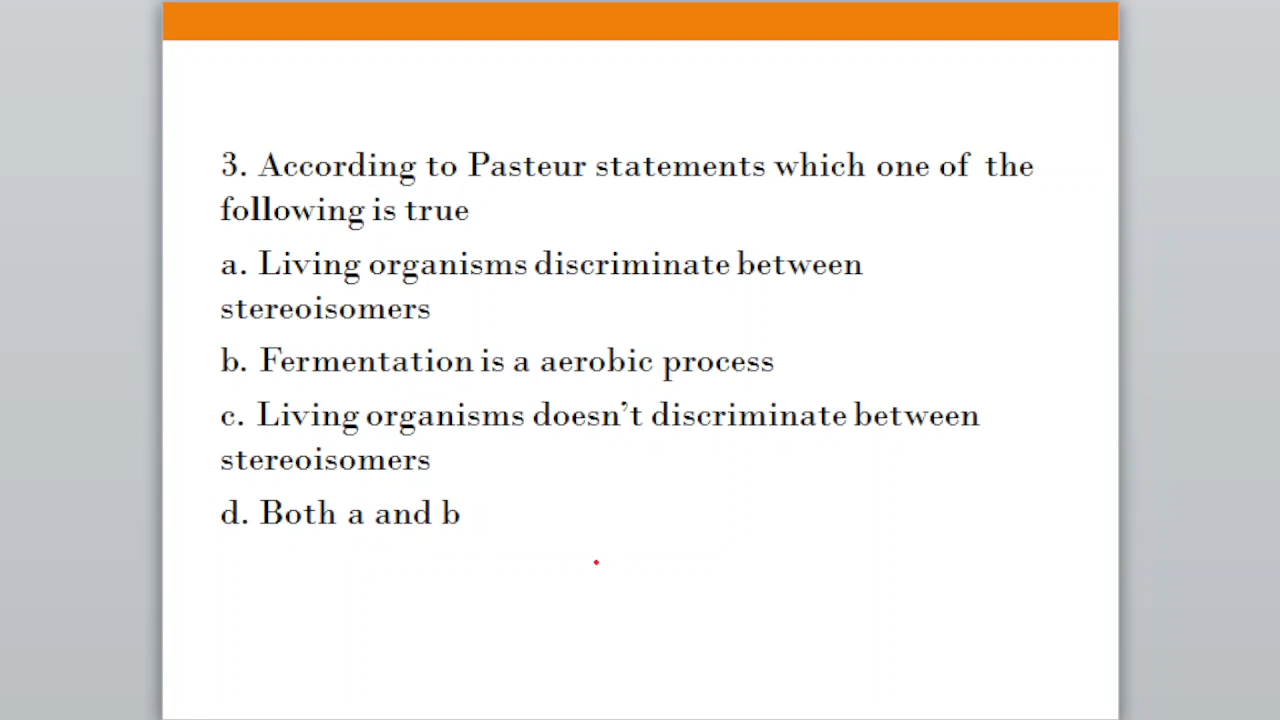 3. According to Pasteur statements which one of the
following is true
a. Living organisms discriminate between
stereoisomers
b. Fermentation is a aerobic process
c. Living organisms doesn’t discriminate between
stereoisomers
d. Both a and b